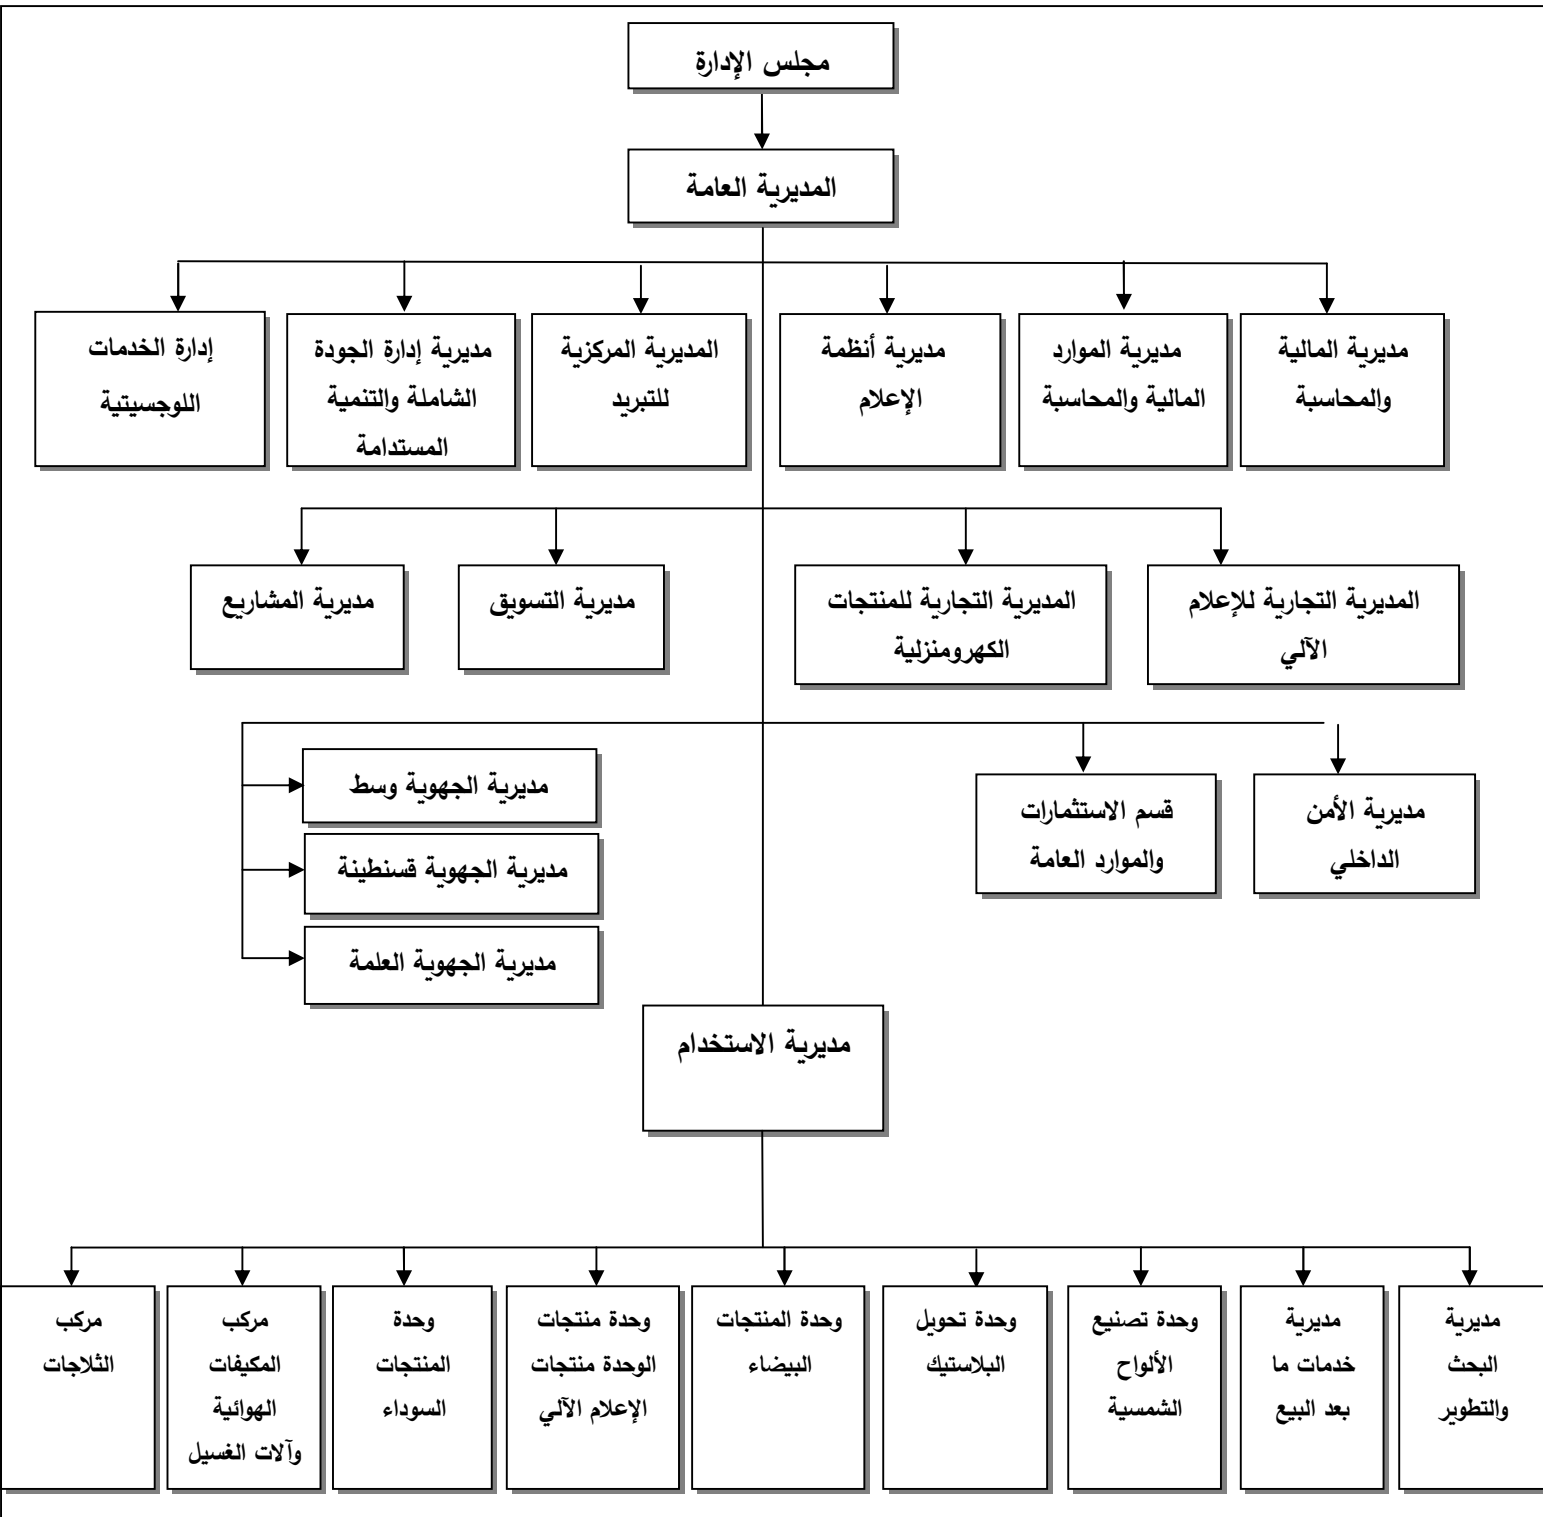 مجلس الإدارة
المديرية العامة
مديرية المالية
والمحاسبة
مديرية الموارد
المالية والمحاسبة
مديرية أنظمة
الإعلام
المديرية المركزية
للتبريد
مديرية إدارة الجودة
الشاملة والتنمية
المستدامة
إدارة الخدمات
اللوجسيتية
المديرية التجارية للإعلام
الآلي
المديرية التجارية للمنتجات
الكهرومنزلية
مديرية التسويق
مديرية المشاريع
مديرية الأمن
الداخلي
قسم الاستثمارات
والموارد العامة
مديرية الجهوية وسط
مديرية الجهوية قسنطينة
مديرية الجهوية العلمة
مديرية الاستخدام
مديرية
البحث
والتطوير
مديرية
خدمات ما
بعد البيع
وحدة تصنيع
الألواح
الشمسية
وحدة تحويل
البلاستيك
وحدة المنتجات
البيضاء
وحدة منتجات
الوحدة منتجات
الإعلام الآلي
وحدة
المنتجات
السوداء
مركب
المكيفات
الهوائية
وآلات الغسيل
مركب
الثلاجات